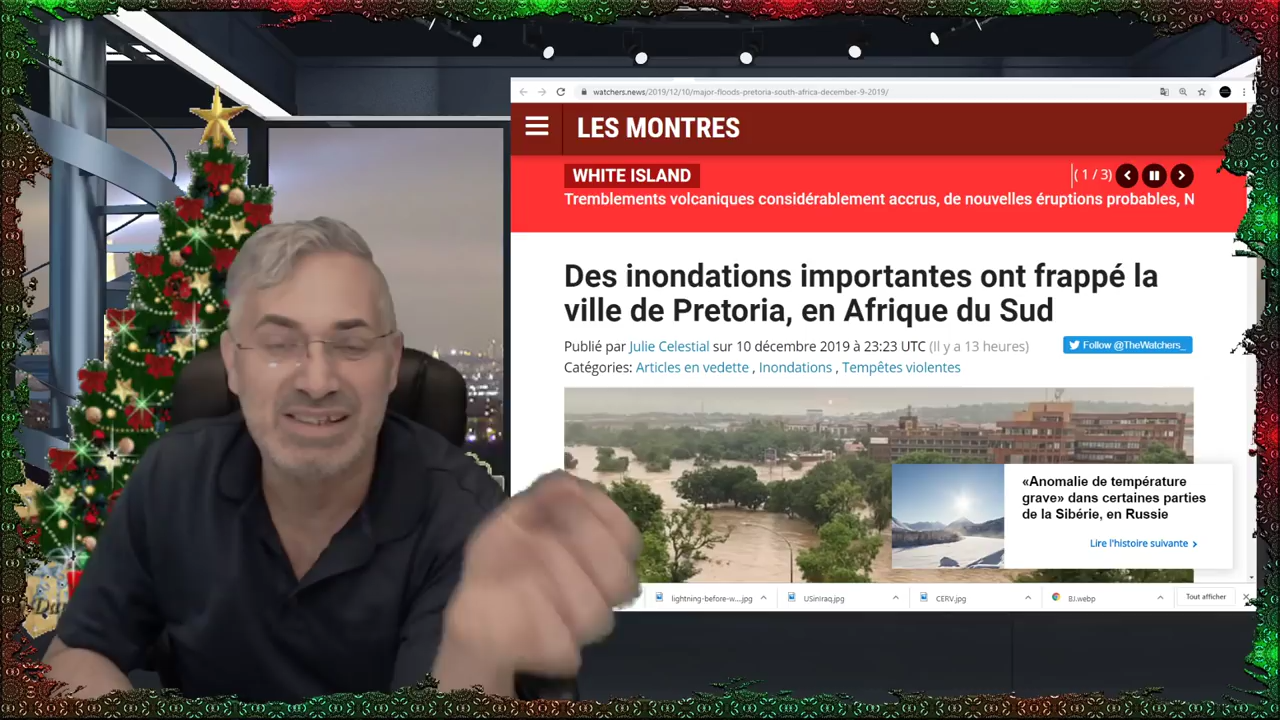 watchers.news/2019/12/10/major-floods-pretoria-south-africa-december-9-2019/
LES MONTRES
WHITE ISLAND
( 1 / 3)
Tremblements volcaniques considérablement accrus, de nouvelles éruptions probables, N
Des inondations importantes ont frappé la
ville de Pretoria, en Afrique du Sud
Publié par Julie Celestial sur 10 décembre 2019 à 23:23 UTC (Il y a 13 heures)
Follow @TheWatchers_
Catégories: Articles en vedette , Inondations , Tempêtes violentes
«Anomalie de température
grave» dans certaines parties
de la Sibérie, en Russie
Lire l'histoire suivante
lightning-before-w....jpg
USinIraq.jpg
CERV.jpg
BJ.webp
Tout afficher